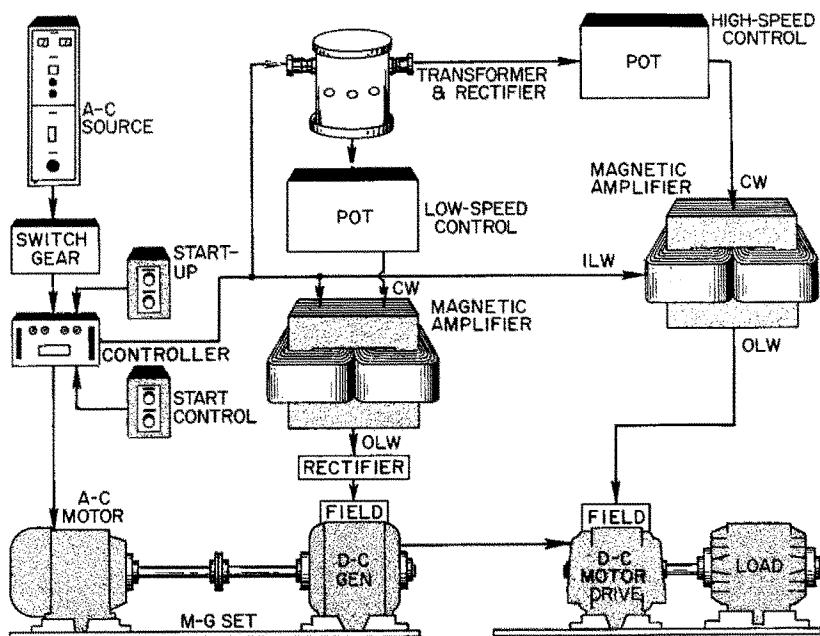 HIGH-SPEED
CONTROL
POT
TRANSFORMER
& RECTIFIER
A-C
SOURCE
MAGNETIC
AMPLIFIER
CW
POT
LOW-SPEED
CONTROL
SWITCH
GEAR
START-
UP
ILW
CW
MAGNETIC
AMPLIFIER
CONTROLLER
OLW
START
CONTROL
OLW
RECTIFIER
A-C
MOTOR
FIELD
FIELD
D-C
GEN
D-C
MOTOR
DRIVE
LOAD
M-G SET